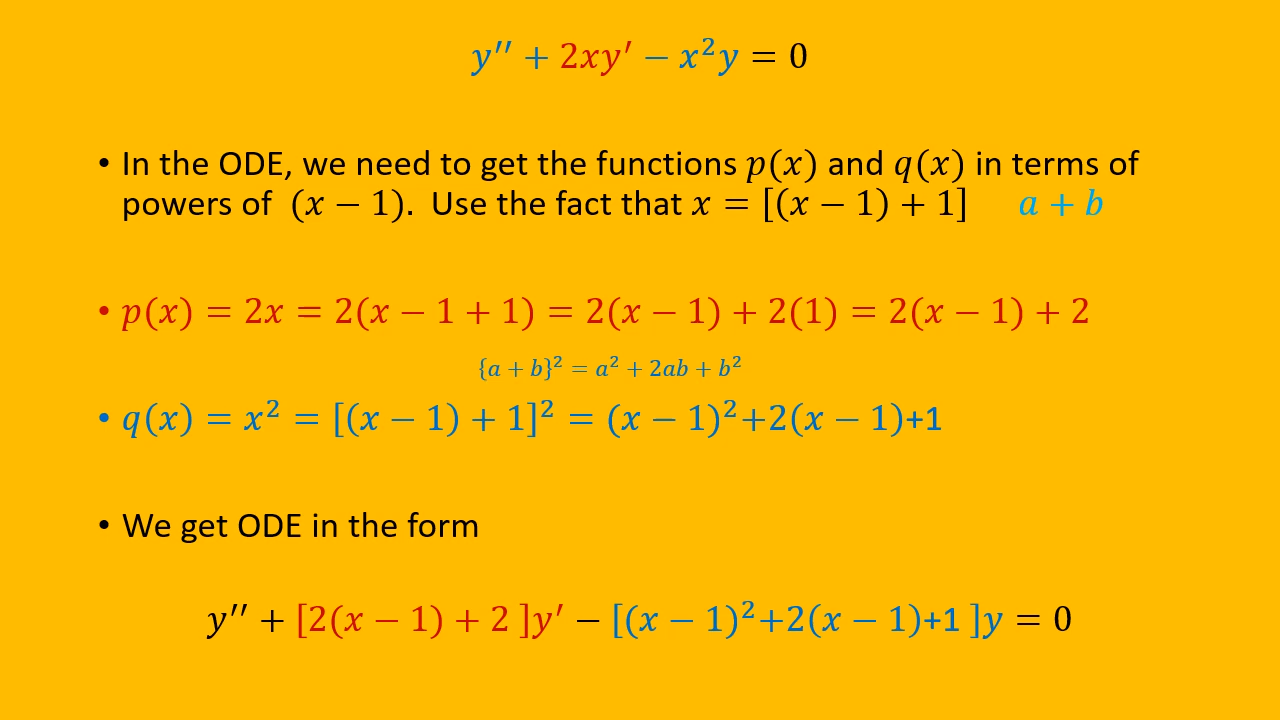 y′′ + 2xy′ − x²y = 0
• In the ODE, we need to get the functions p(x) and q(x) in terms of
powers of (x − 1). Use the fact that x = [(x − 1) + 1] a + b
• p(x) = 2x = 2(x − 1 + 1) = 2(x − 1) + 2(1) = 2(x − 1) + 2
{a + b}² = a² + 2ab + b²
• q(x) = x² = [(x − 1) + 1]² = (x − 1)²+2(x − 1)+1
• We get ODE in the form
y′′ + [2(x − 1) + 2 ]y′ − [(x − 1)²+2(x − 1)+1 ]y = 0